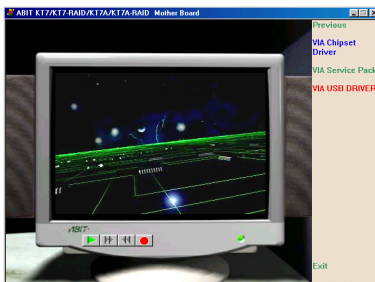 ABIT KT7/KT7-RAID/KT7A/KT7A-RAID Mother Board
Previous
VIA Chipset
Driver
VIA Service Pack
VIA USB DRIVER
ABIT
Exit